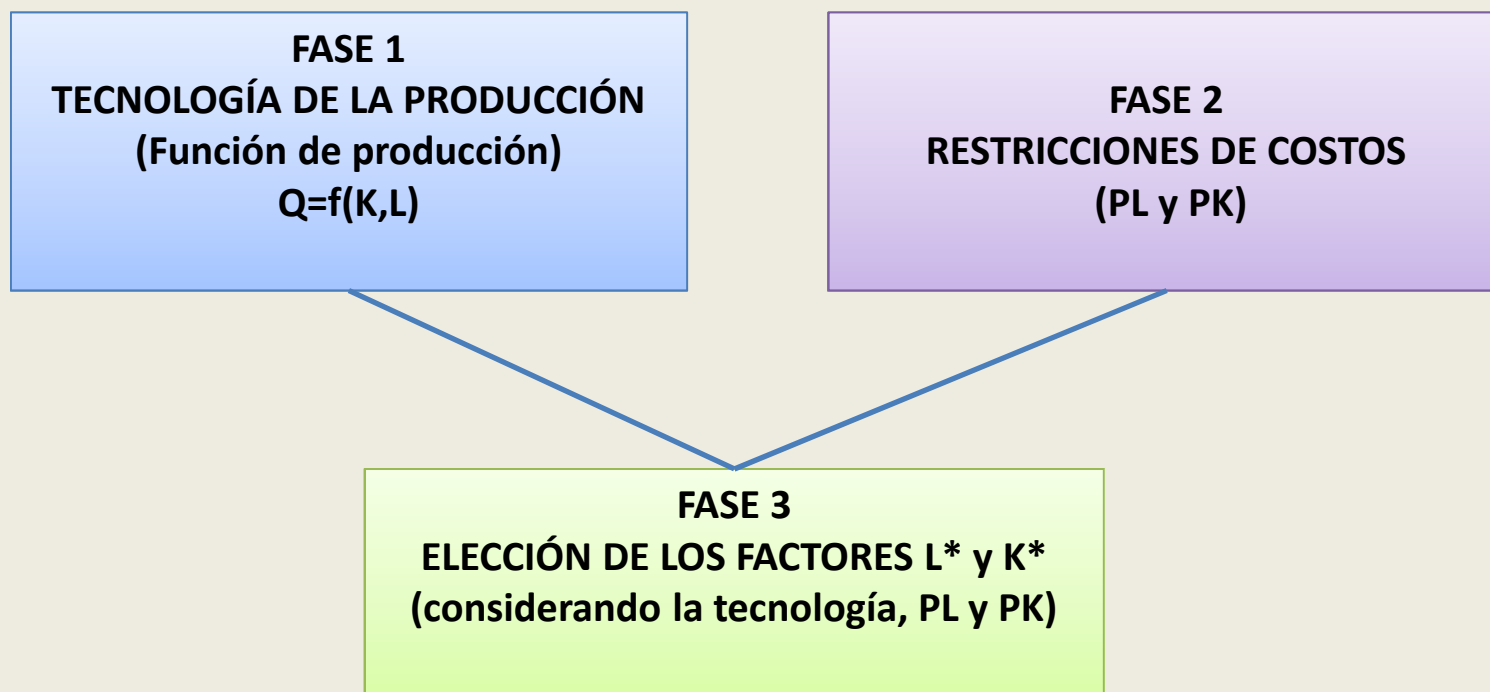 FASE 1
TECNOLOGÍA DE LA PRODUCCIÓN
(Función de producción)
Q=f(K,L)
FASE 2
RESTRICCIONES DE COSTOS
(PL y PK)
FASE 3
ELECCIÓN DE LOS FACTORES L* y K*
(considerando la tecnología, PL y PK)